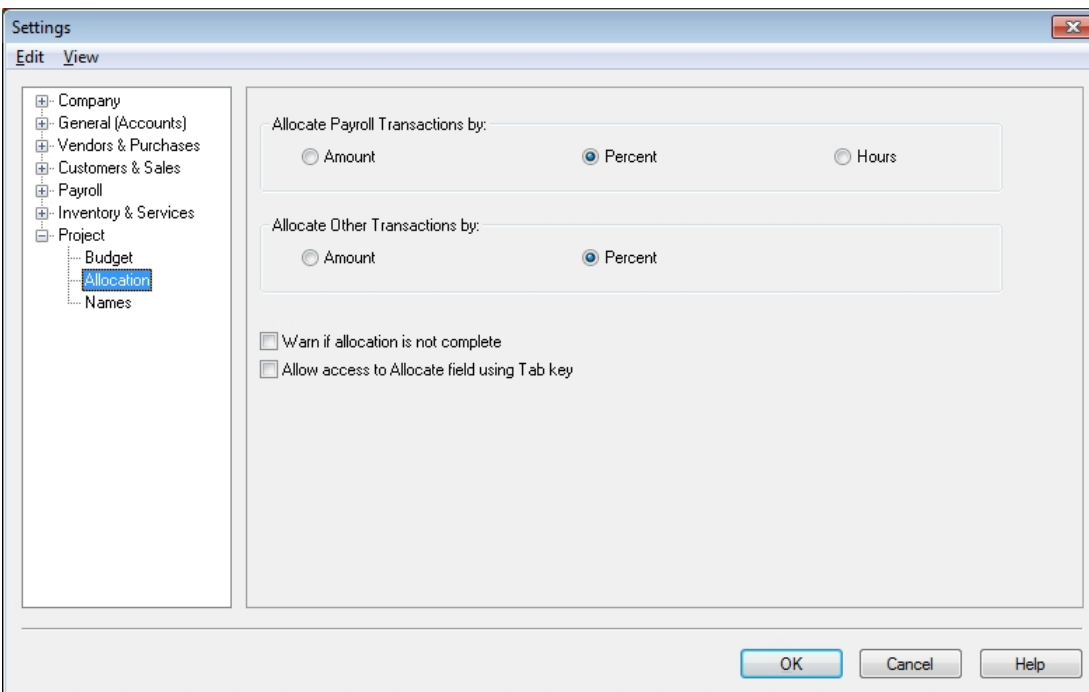 Settings
Edit View
Company
General (Accounts)
Vendors & Purchases
Customers & Sales
Payroll
Inventory & Services
Project
Budget
Allocation
Names
Allocate Payroll Transactions by:
Amount Percent Hours
Allocate Other Transactions by:
Amount Percent
Warn if allocation is not complete
Allow access to Allocate field using Tab key
OK Cancel Help